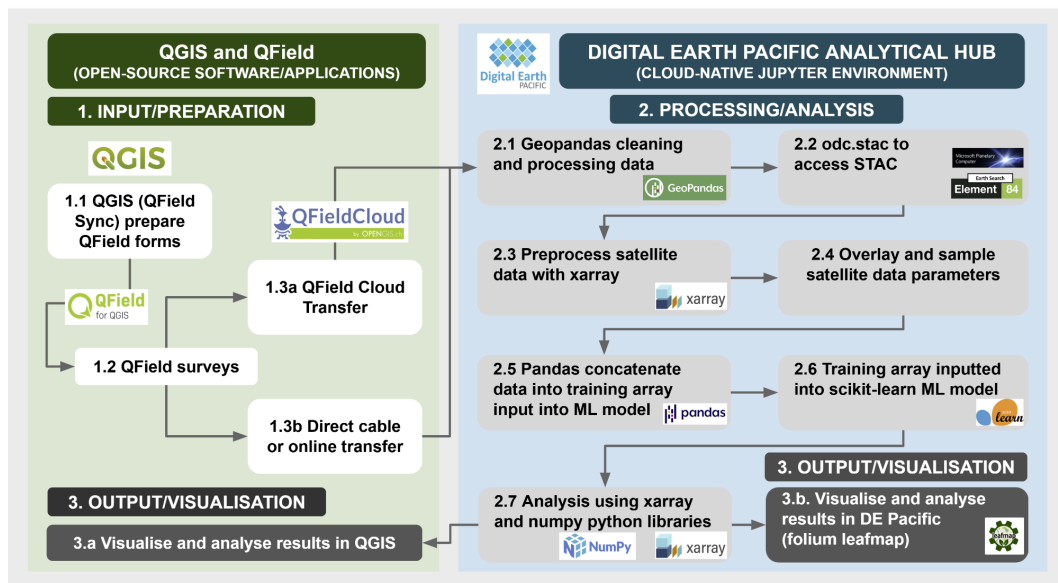 QGIS and QField
(OPEN-SOURCE SOFTWARE/APPLICATIONS)
1. INPUT/PREPARATION
QGIS
1.1 QGIS (QField
Sync) prepare
QField forms
QFieldCloud
by OPENGIS.ch
QField
for QGIS
1.2 QField surveys
1.3a QField Cloud
Transfer
1.3b Direct cable
or online transfer
3. OUTPUT/VISUALISATION
3.a Visualise and analyse results in QGIS
Digital Earth
PACIFIC
DIGITAL EARTH PACIFIC ANALYTICAL HUB
(CLOUD-NATIVE JUPYTER ENVIRONMENT)
2. PROCESSING/ANALYSIS
2.1 Geopandas cleaning
and processing data
GeoPandas
2.2 odc.stac to
access STAC
Microsoft Planetary
Computer
Earth Search
Element 84
2.3 Preprocess satellite
data with xarray
xarray
2.4 Overlay and sample
satellite data parameters
2.5 Pandas concatenate
data into training array
input into ML model
pandas
2.6 Training array inputted
into scikit-learn ML model
learn
2.7 Analysis using xarray
and numpy python libraries
NumPy
xarray
3. OUTPUT/VISUALISATION
3.b. Visualise and analyse
results in DE Pacific
(folium leafmap)
leafmap